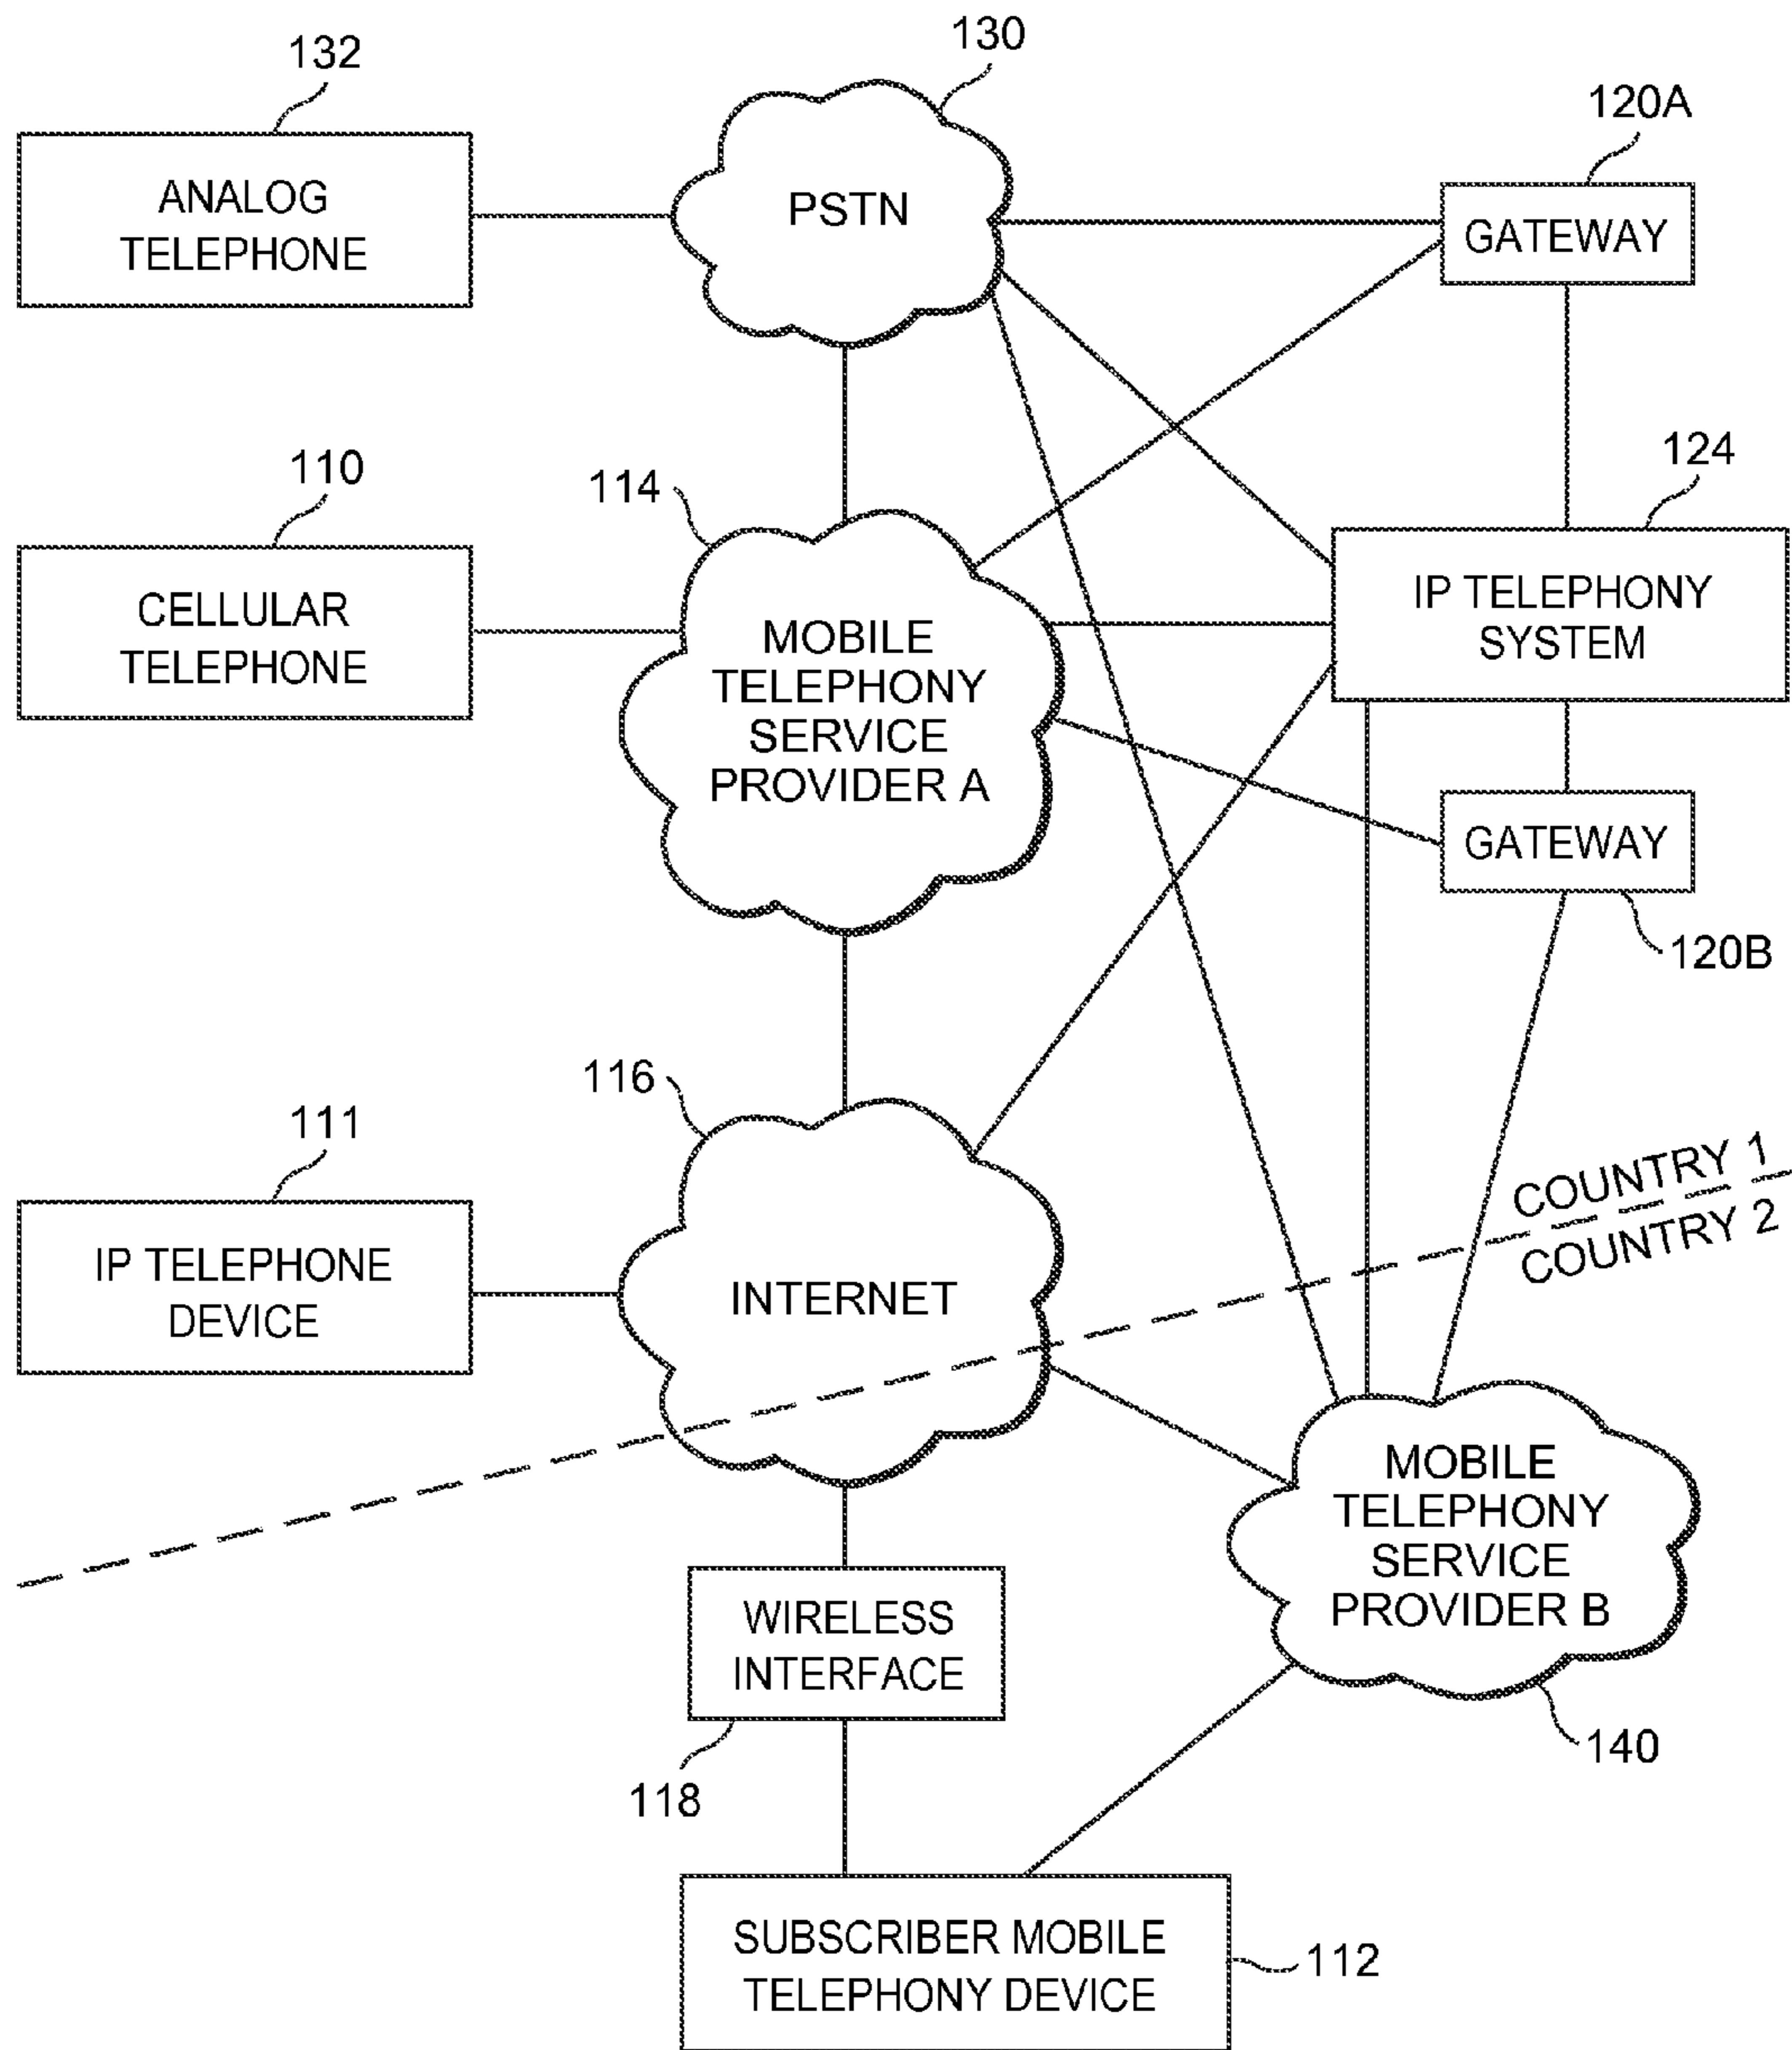 132
130
120A
ANALOG
TELEPHONE
PSTN
GATEWAY
110
114
124
CELLULAR
TELEPHONE
MOBILE
TELEPHONY
SERVICE
PROVIDER A
IP TELEPHONY
SYSTEM
GATEWAY
120B
111
116
IP TELEPHONE
DEVICE
INTERNET
COUNTRY 1
COUNTRY 2
WIRELESS
INTERFACE
118
MOBILE
TELEPHONY
SERVICE
PROVIDER B
140
SUBSCRIBER MOBILE
TELEPHONY DEVICE
112